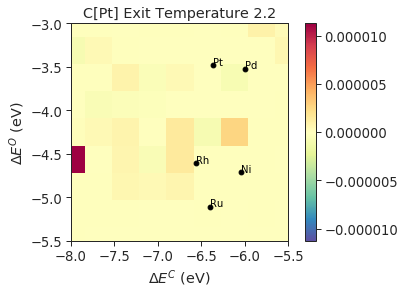 C[Pt] Exit Temperature 2.2
−3.0
−3.5
−4.0
−4.5
−5.0
−5.5
ΔE^O (eV)
Pt
Pd
Rh
Ni
Ru
−8.0 −7.5 −7.0 −6.5 −6.0 −5.5
ΔE^C (eV)
0.000010
0.000005
0.000000
−0.000005
−0.000010